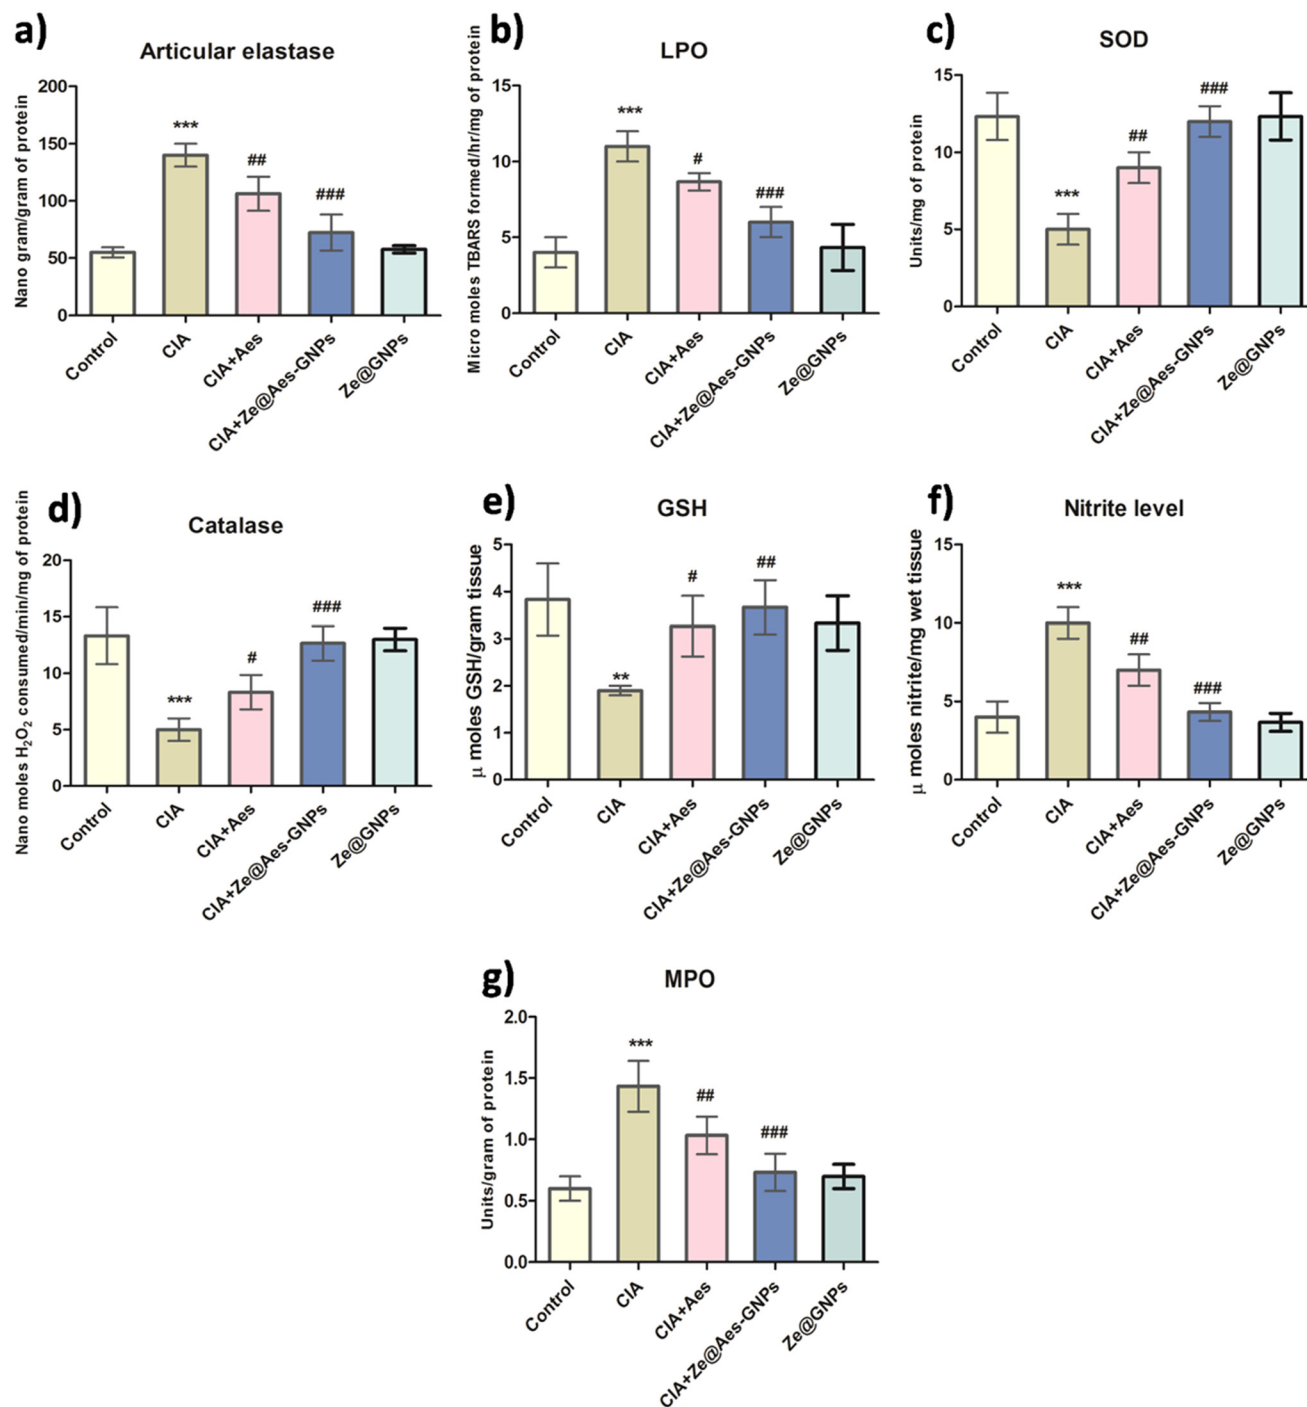 a)
Articular elastase
Nano gram/gram of protein
200
150
100
50
0
***
##
###
Control
CIA
CIA+Aes
CIA+Ze@Aes-GNPs
Ze@GNPs
b)
LPO
Micro moles TBARS formed/hr/mg of protein
15
10
5
0
***
#
###
Control
CIA
CIA+Aes
CIA+Ze@Aes-GNPs
Ze@GNPs
c)
SOD
Units/mg of protein
15
10
5
0
***
##
###
Control
CIA
CIA+Aes
CIA+Ze@Aes-GNPs
Ze@GNPs
d)
Catalase
Nano moles H₂O₂ consumed/min/mg of protein
20
15
10
5
0
***
#
###
Control
CIA
CIA+Aes
CIA+Ze@Aes-GNPs
Ze@GNPs
e)
GSH
μ moles GSH/gram tissue
5
4
3
2
1
0
**
#
##
Control
CIA
CIA+Aes
CIA+Ze@Aes-GNPs
Ze@GNPs
f)
Nitrite level
μ moles nitrite/mg wet tissue
15
10
5
0
***
##
###
Control
CIA
CIA+Aes
CIA+Ze@Aes-GNPs
Ze@GNPs
g)
MPO
Units/gram of protein
2.0
1.5
1.0
0.5
0.0
***
##
###
Control
CIA
CIA+Aes
CIA+Ze@Aes-GNPs
Ze@GNPs